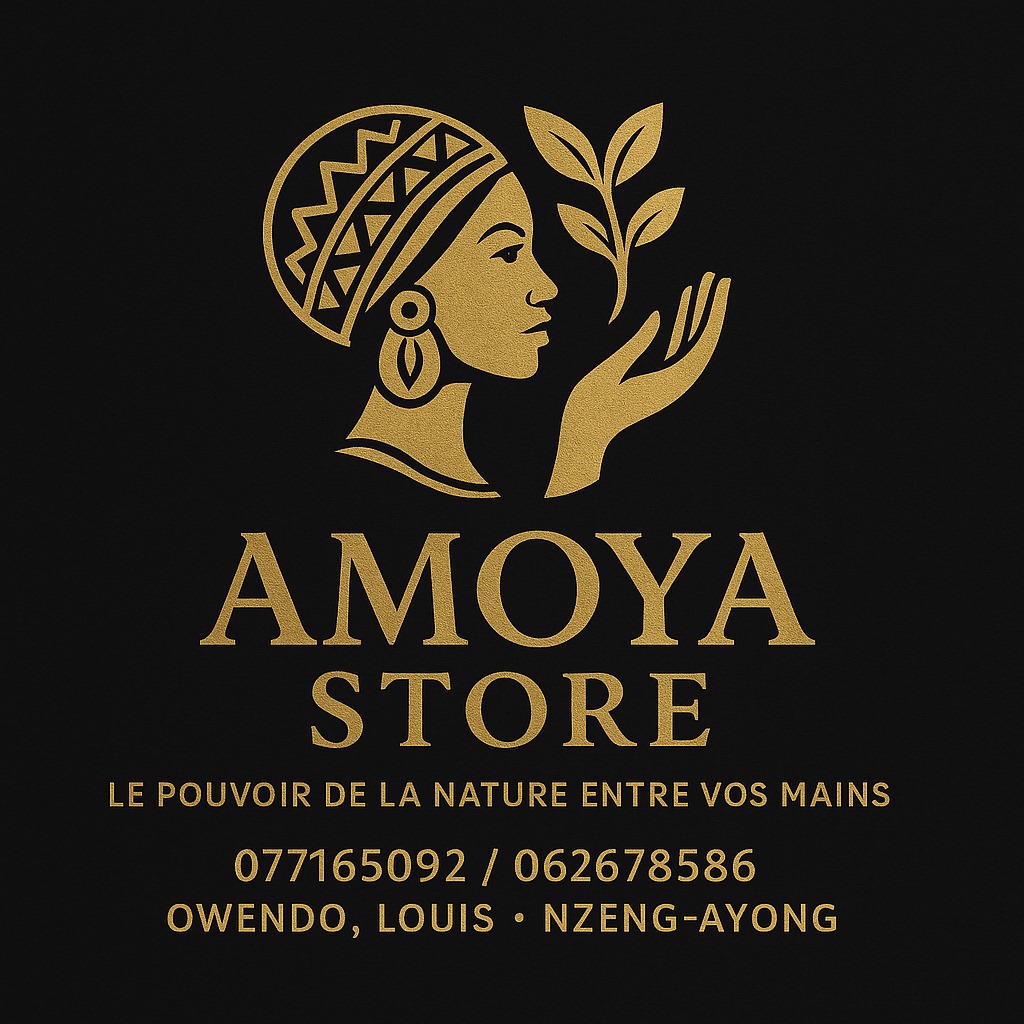 AMOYA
STORE
LE POUVOIR DE LA NATURE ENTRE VOS MAINS
077165092 / 062678586
OWENDO, LOUIS • NZENG-AYONG